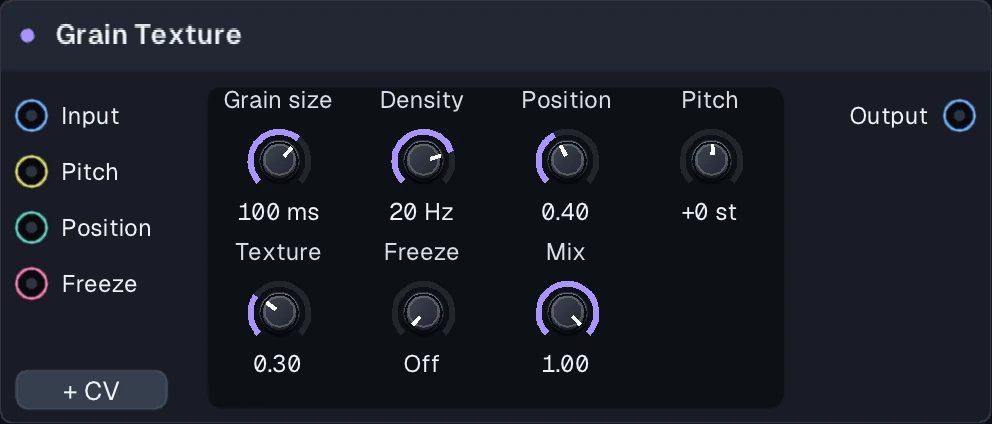 Grain Texture
Input
Pitch
Position
Freeze
+ CV
Grain size Density Position Pitch
100 ms 20 Hz 0.40 +0 st
Texture Freeze Mix
0.30 Off 1.00
Output